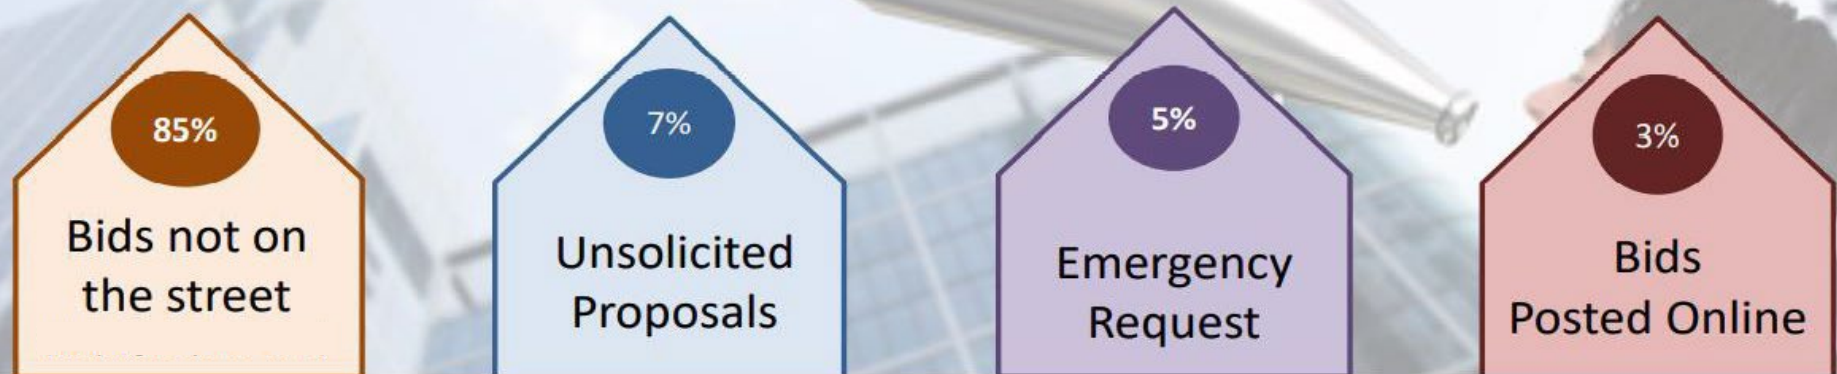 85%
Bids not on
the street
7%
Unsolicited
Proposals
5%
Emergency
Request
3%
Bids
Posted Online